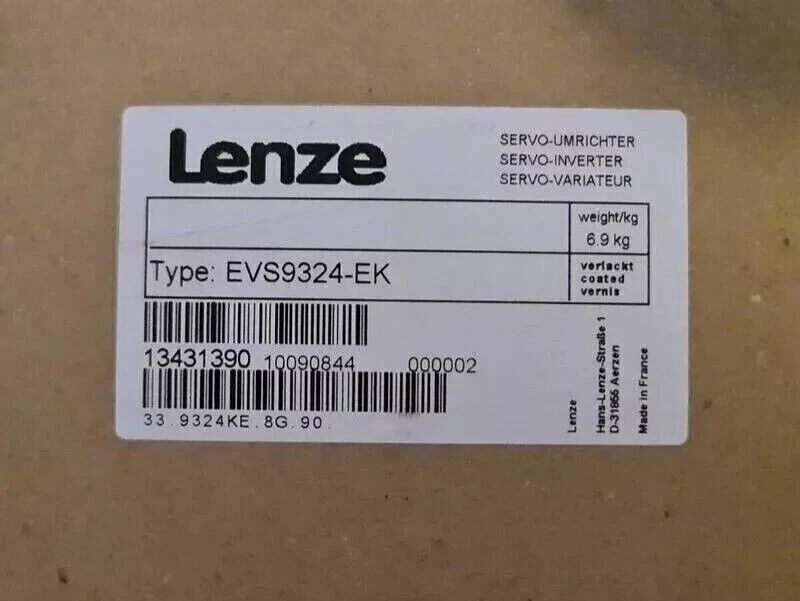 Lenze
SERVO-UMRICHTER
SERVO-INVERTER
SERVO-VARIATEUR
weight/kg
6.9 kg
Type: EVS9324-EK
verlackt
coated
vernis
13431390 10090844 000002
33.9324KE.8G.90.
Lenze
Hans-Lenze-Straße 1
D-31855 Aerzen
Made in France